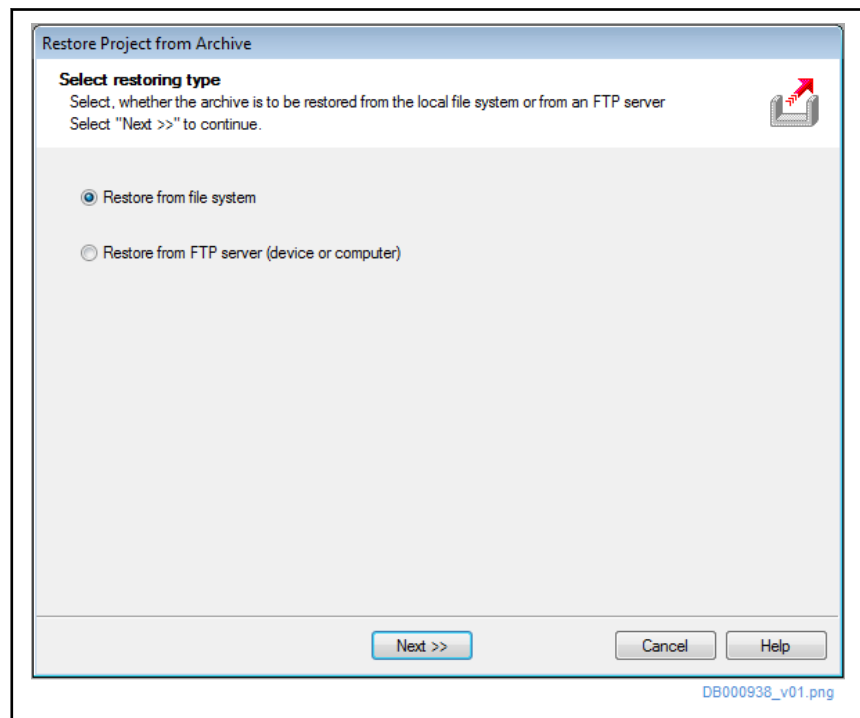 Restore Project from Archive
Select restoring type
Select, whether the archive is to be restored from the local file system or from an FTP server
Select "Next >>" to continue.
Restore from file system
Restore from FTP server (device or computer)
Next >>
Cancel
Help
DB000938_v01.png